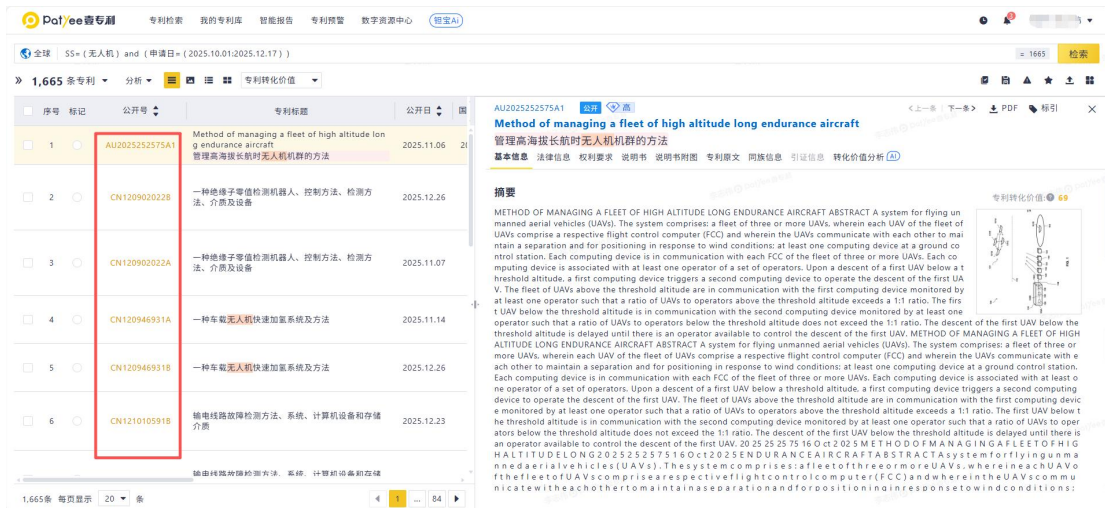 Patyee壹专利 专利检索 我的专利库 智能报告 专利预警 数字资源中心 钽宝Ai
全球 SS=（无人机）and（申请日=（2025.10.01:2025.12.17）） = 1665 检索
1,665 条专利 分析 专利转化价值
序号 标记 公开号 专利标题 公开日 国
1 AU2025252575A1 Method of managing a fleet of high altitude lon
g endurance aircraft
管理高海拔长航时无人机机群的方法 2025.11.06
2 CN120902022B 一种绝缘子零值检测机器人、控制方法、检测方
法、介质及设备 2025.12.26
3 CN120902022A 一种绝缘子零值检测机器人、控制方法、检测方
法、介质及设备 2025.11.07
4 CN120946931A 一种车载无人机快速加氢系统及方法 2025.11.14
5 CN120946931B 一种车载无人机快速加氢系统及方法 2025.12.26
6 CN121010591B 输电线路故障检测方法、系统、计算机设备和存储
介质 2025.12.23
输电线路故障检测方法、系统、计算机设备和存储
1,665条 每页显示 20 条 1 ... 84
AU2025252575A1 公开 高 <上一条 下一条> PDF 标引
Method of managing a fleet of high altitude long endurance aircraft
管理高海拔长航时无人机机群的方法
基本信息 法律信息 权利要求 说明书 说明书附图 专利原文 同族信息 引证信息 转化价值分析 AI
摘要
专利转化价值: 69
METHOD OF MANAGING A FLEET OF HIGH ALTITUDE LONG ENDURANCE AIRCRAFT ABSTRACT A system for flying un
manned aerial vehicles (UAVs). The system comprises: a fleet of three or more UAVs, wherein each UAV of the fleet of
UAVs comprise a respective flight control computer (FCC) and wherein the UAVs communicate with each other to mai
ntain a separation and for positioning in response to wind conditions; at least one computing device at a ground co
ntrol station. Each computing device is in communication with each FCC of the fleet of three or more UAVs. Each co
mputing device is associated with at least one operator of a set of operators. Upon a descent of a first UAV below a t
hreshold altitude, a first computing device triggers a second computing device to operate the descent of the first UA
V. The fleet of UAVs above the threshold altitude are in communication with the first computing device monitored by
at least one operator such that a ratio of UAVs to operators above the threshold altitude exceeds a 1:1 ratio. The firs
t UAV below the threshold is in communication with the second computing device monitored by at least one
operator such that a ratio of UAVs to operators below the threshold altitude does not exceed the 1:1 ratio. The descent of the first UAV below the
threshold altitude is delayed until there is an operator available to control the descent of the first UAV. METHOD OF MANAGING A FLEET OF HIGH
ALTITUDE LONG ENDURANCE AIRCRAFT ABSTRACT A system for flying unmanned aerial vehicles (UAVs). The system comprises: a fleet of three or
more UAVs, wherein each UAV of the fleet of UAVs comprise a respective flight control computer (FCC) and wherein the UAVs communicate with e
ach other to maintain a separation and for positioning in response to wind conditions; at least one computing device at a ground control station.
Each computing device is in communication with each FCC of the fleet of three or more UAVs. Each computing device is associated with at least o
ne operator of a set of operators. Upon a descent of a first UAV below a threshold altitude, a first computing device triggers a second computing
device to operate the descent of the first UAV. The fleet of UAVs above the threshold altitude are in communication with the first computing devic
e monitored by at least one operator such that a ratio of UAVs to operators above the threshold altitude exceeds a 1:1 ratio. The first UAV below t
he threshold altitude is in communication with the second computing device monitored by at least one operator such that a ratio of UAVs to oper
ators below the threshold altitude does not exceed the 1:1 ratio. The descent of the first UAV below the threshold altitude is delayed until there is
an operator available to control the descent of the first UAV. 20 25 25 25 75 16 O ct 2 02 5 M E T H O D O F M A N A G I N G A F L E E T O F H I G
H A L T I T U D E L O N G 2 0 2 5 2 5 2 5 7 5 1 6 O c t 2 0 2 5 E N D U R A N C E A I R C R A F T A B S T R A C T A s y s t e m f o r f l y i n g u n m a
n n e d a e r i a l v e h i c l e s ( U A V s ) . T h e s y s t e m c o m p r i s e s : a f l e e t o f t h r e e o r m o r e U A V s , w h e r e i n e a c h U A V o
f t h e f l e e t o f U A V s c o m p r i s e a r e s p e c t i v e f l i g h t c o n t r o l c o m p u t e r ( F C C ) a n d w h e r e i n t h e U A V s c o m m u
n i c a t e w i t h e a c h o t h e r t o m a i n t a i n a s e p a r a t i o n a n d f o r p o s i t i o n i n g i n r e s p o n s e t o w i n d c o n d i t i o n s ;